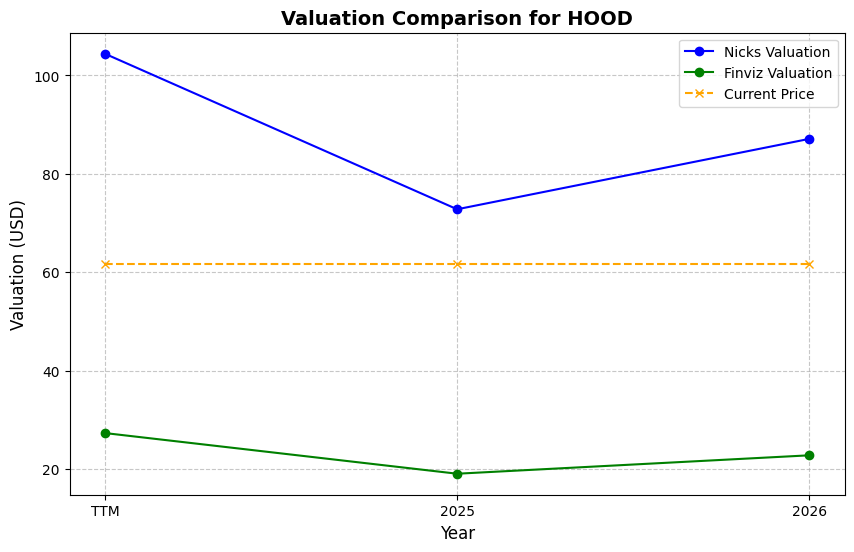 Valuation Comparison for HOOD
Nicks Valuation
Finviz Valuation
Current Price
Valuation (USD)
100
80
60
40
20
TTM
2025
2026
Year